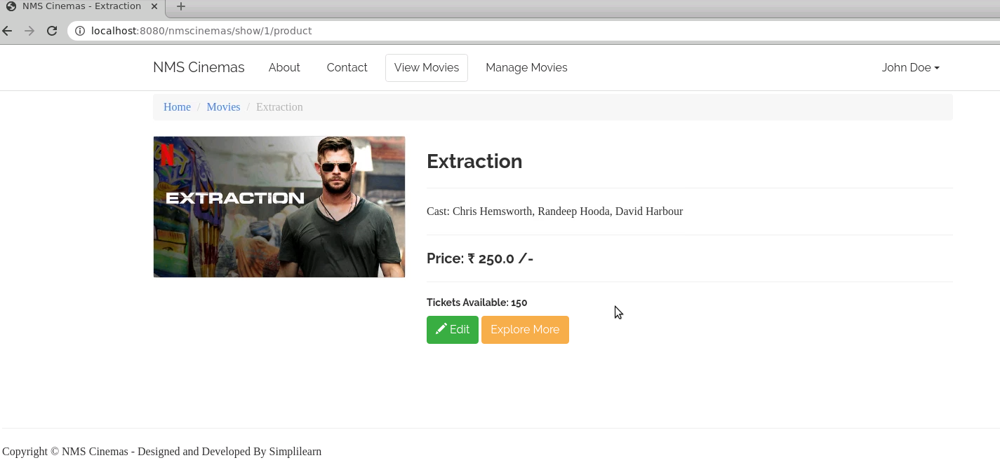 NMS Cinemas - Extraction
localhost:8080/nmscinemas/show/1/product
NMS Cinemas About Contact View Movies Manage Movies John Doe
Home / Movies / Extraction
N
EXTRACTION
Extraction
Cast: Chris Hemsworth, Randeep Hooda, David Harbour
Price: ₹ 250.0 /-
Tickets Available: 150
Edit Explore More
Copyright © NMS Cinemas - Designed and Developed By Simplilearn